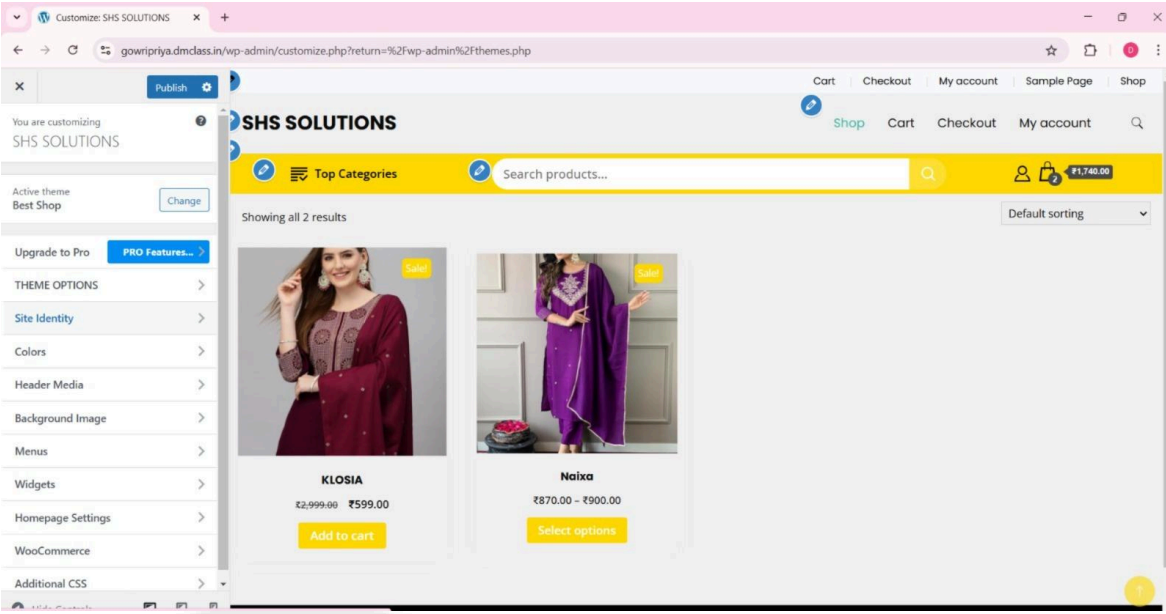 Customize: SHS SOLUTIONS
gowripriya.dmclass.in/wp-admin/customize.php?return=%2Fwp-admin%2Fthemes.php
D
Publish
You are customizing
SHS SOLUTIONS
Active theme
Best Shop
Change
Upgrade to Pro
PRO Features...
THEME OPTIONS
Site Identity
Colors
Header Media
Background Image
Menus
Widgets
Homepage Settings
WooCommerce
Additional CSS
Hide Controls
Cart Checkout My account Sample Page Shop
SHS SOLUTIONS
Shop Cart Checkout My account
Top Categories
Search products...
2
₹1,740.00
Showing all 2 results
Default sorting
Sale!
Sale!
KLOSIA
₹2,999.00 ₹599.00
Add to cart
Naixa
₹870.00 – ₹900.00
Select options